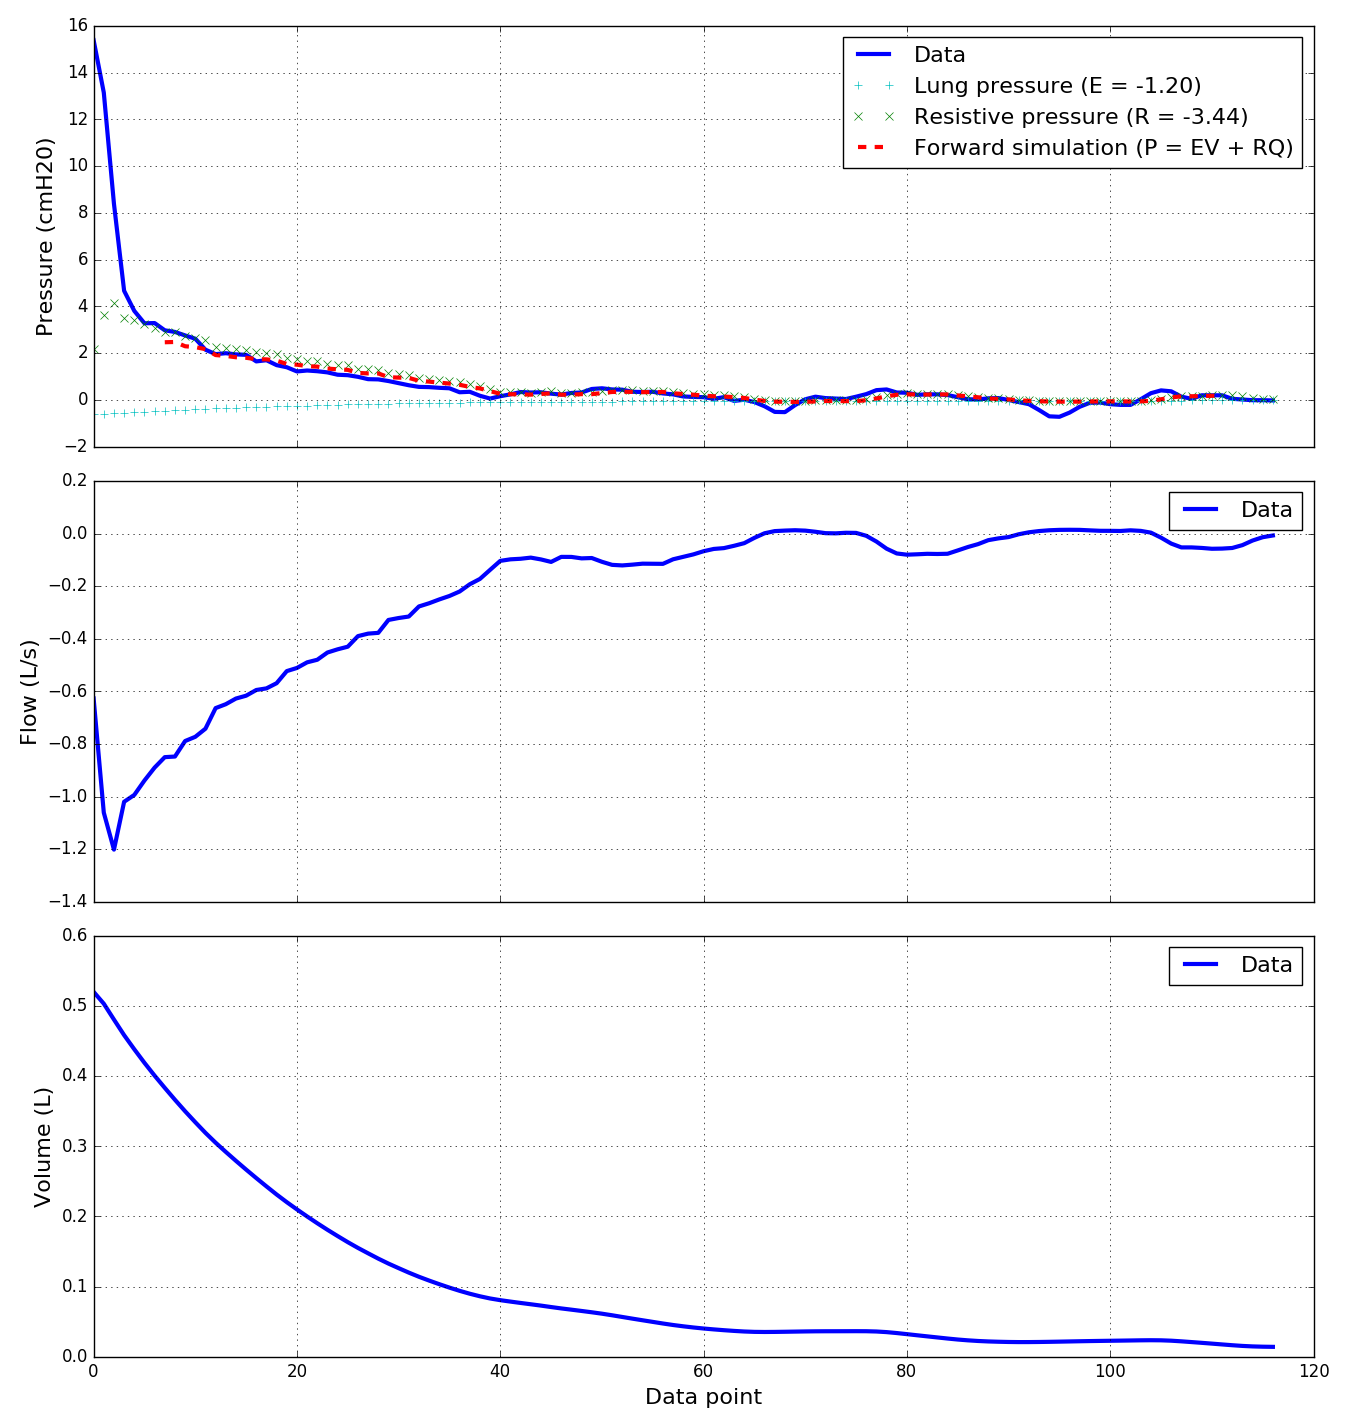 16
14
12
10
8
6
4
2
0
−2
Pressure (cmH20)
Data
Lung pressure (E = -1.20)
Resistive pressure (R = -3.44)
Forward simulation (P = EV + RQ)
0.2
0.0
−0.2
−0.4
−0.6
−0.8
−1.0
−1.2
−1.4
Flow (L/s)
Data
0.6
0.5
0.4
0.3
0.2
0.1
0.0
Volume (L)
Data
0 20 40 60 80 100 120
Data point